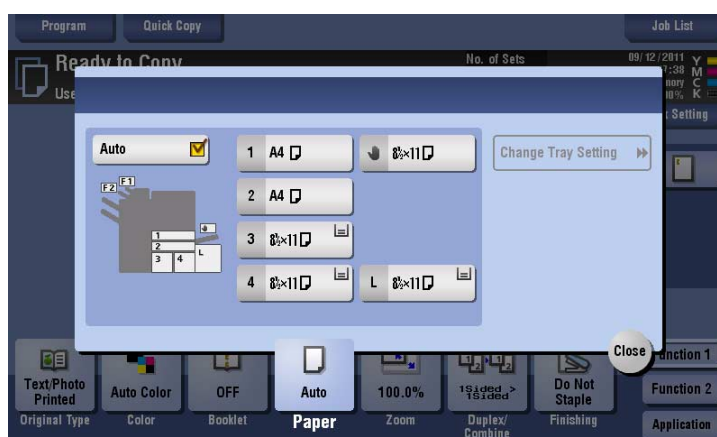 Program Quick Copy Job List
Ready to Copy No. of Sets 09/12/2011
Y
:38 M
C
K
Use
Setting
Auto 1 A4 8½×11 Change Tray Setting
F2 F1
2 A4
1
2
3 4 L
3 8½×11
4 8½×11 L 8½×11
Close
Function 1
Text/Photo
Printed
Auto Color OFF Auto 100.0% 1Sided >
1Sided
Do Not
Staple
Function 2
Original Type Color Booklet Paper Zoom Duplex/
Combine
Finishing Application